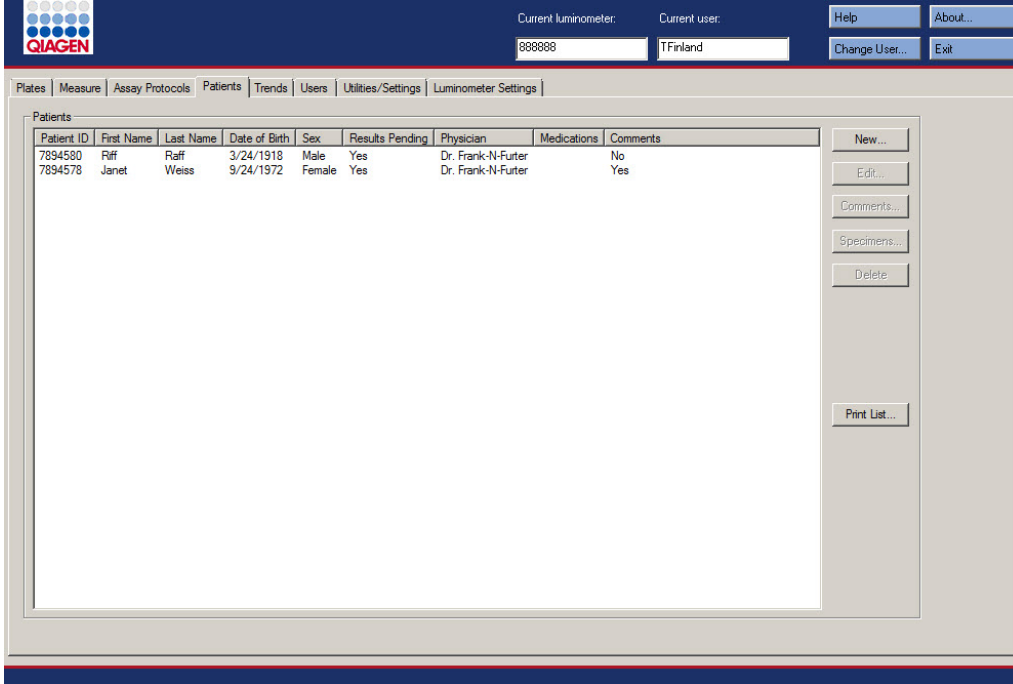 QIAGEN
Current luminometer: Current user: Help About...
888888 TFinland Change User... Exit
Plates Measure Assay Protocols Patients Trends Users Utilities/Settings Luminometer Settings
Patients
Patient ID First Name Last Name Date of Birth Sex Results Pending Physician Medications Comments
7894580 Riff Raff 3/24/1918 Male Yes Dr. Frank-N-Furter No
7894578 Janet Weiss 9/24/1972 Female Yes Dr. Frank-N-Furter Yes
New...
Edit...
Comments...
Specimens...
Delete
Print List...